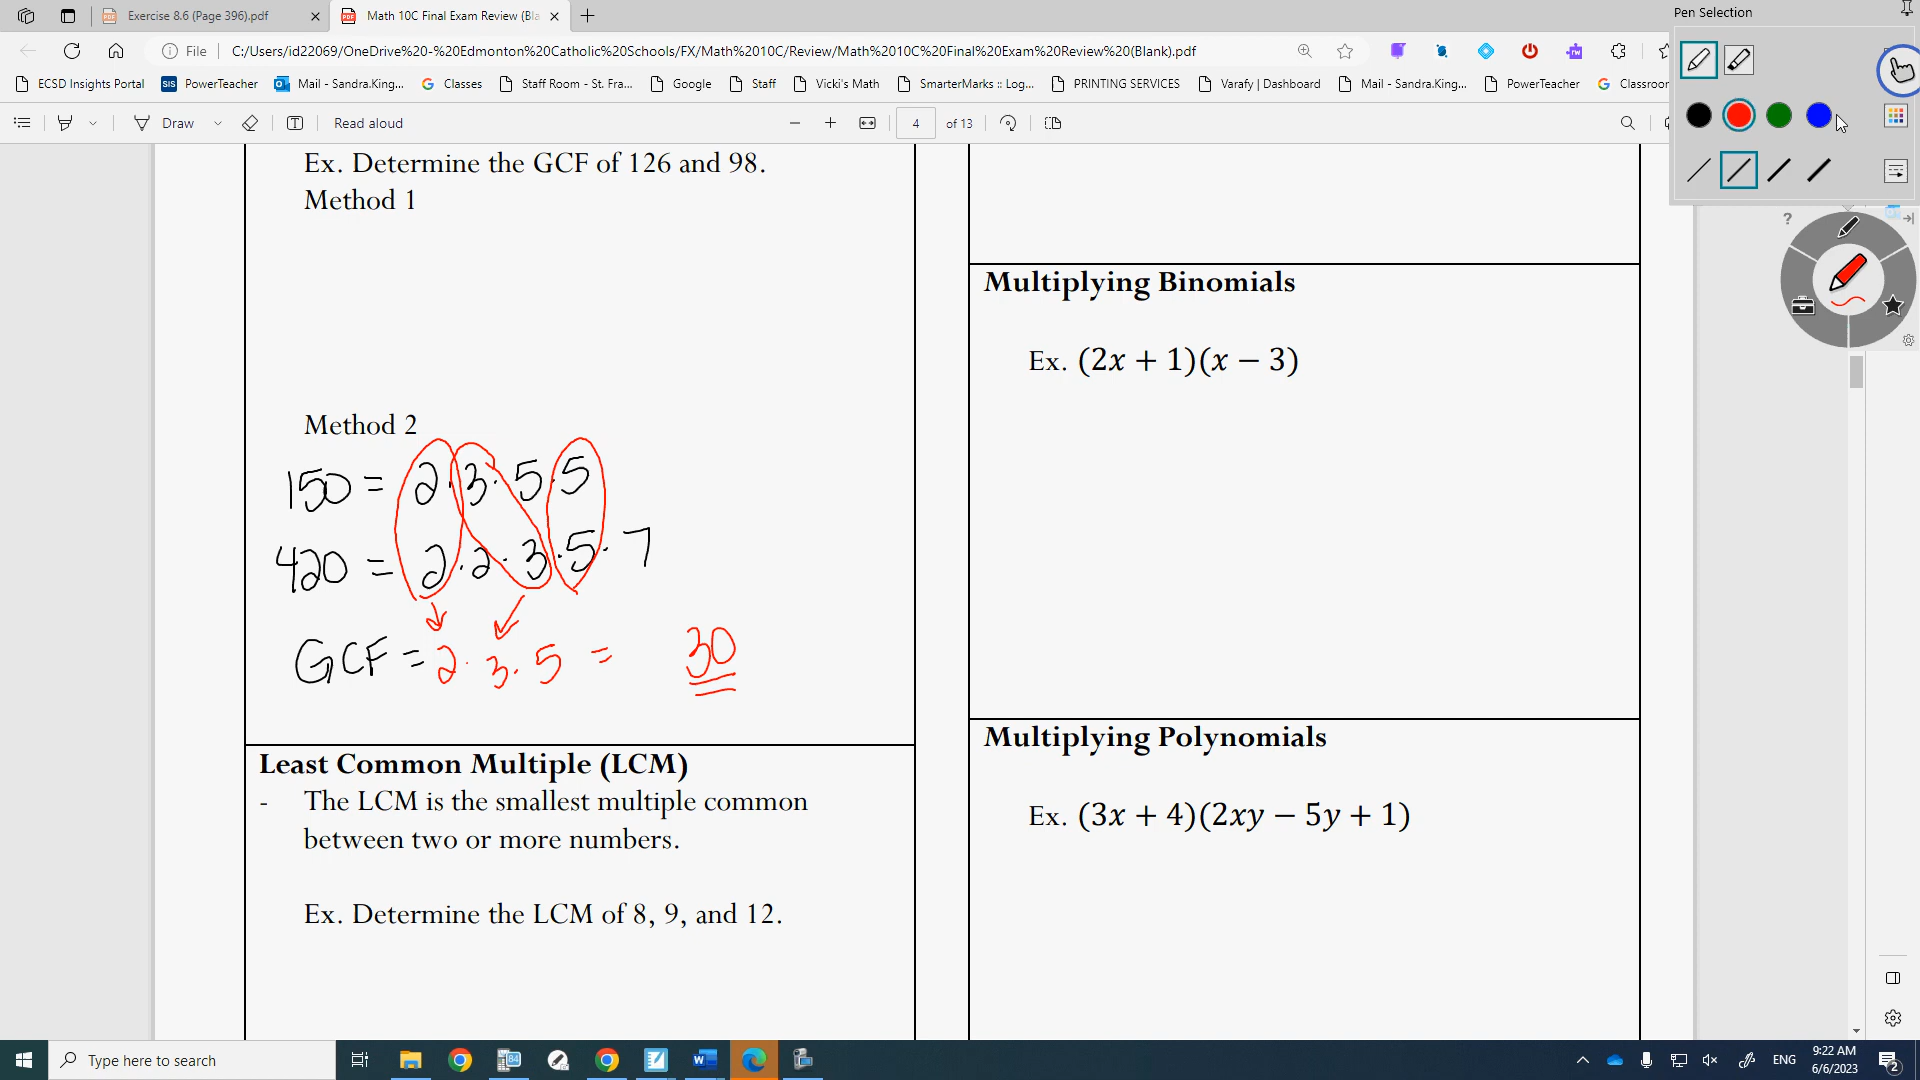 Exercise 8.6 (Page 396).pdf
Math 10C Final Exam Review (Bla
Pen Selection
File
C:/Users/id22069/OneDrive%20-%20Edmonton%20Catholic%20Schools/FX/Math%2010C/Review/Math%2010C%20Final%20Exam%20Review%20(Blank).pdf
ECSD Insights Portal
SIS PowerTeacher
Mail - Sandra.King...
Classes
Staff Room - St. Fra...
Google
Staff
Vicki's Math
SmarterMarks :: Log...
PRINTING SERVICES
Varafy | Dashboard
Mail - Sandra.King...
PowerTeacher
Classroom
Draw
Read aloud
4 of 13
Ex. Determine the GCF of 126 and 98.
Method 1
Method 2
150 = 2 · 3 · 5 · 5
420 = 2 · 2 · 3 · 5 · 7
GCF = 2 · 3 · 5 = 30
Least Common Multiple (LCM)
- The LCM is the smallest multiple common
between two or more numbers.
Ex. Determine the LCM of 8, 9, and 12.
Multiplying Binomials
Ex. (2x + 1)(x − 3)
Multiplying Polynomials
Ex. (3x + 4)(2xy − 5y + 1)
?
Type here to search
84
ENG
9:22 AM
6/6/2023
2